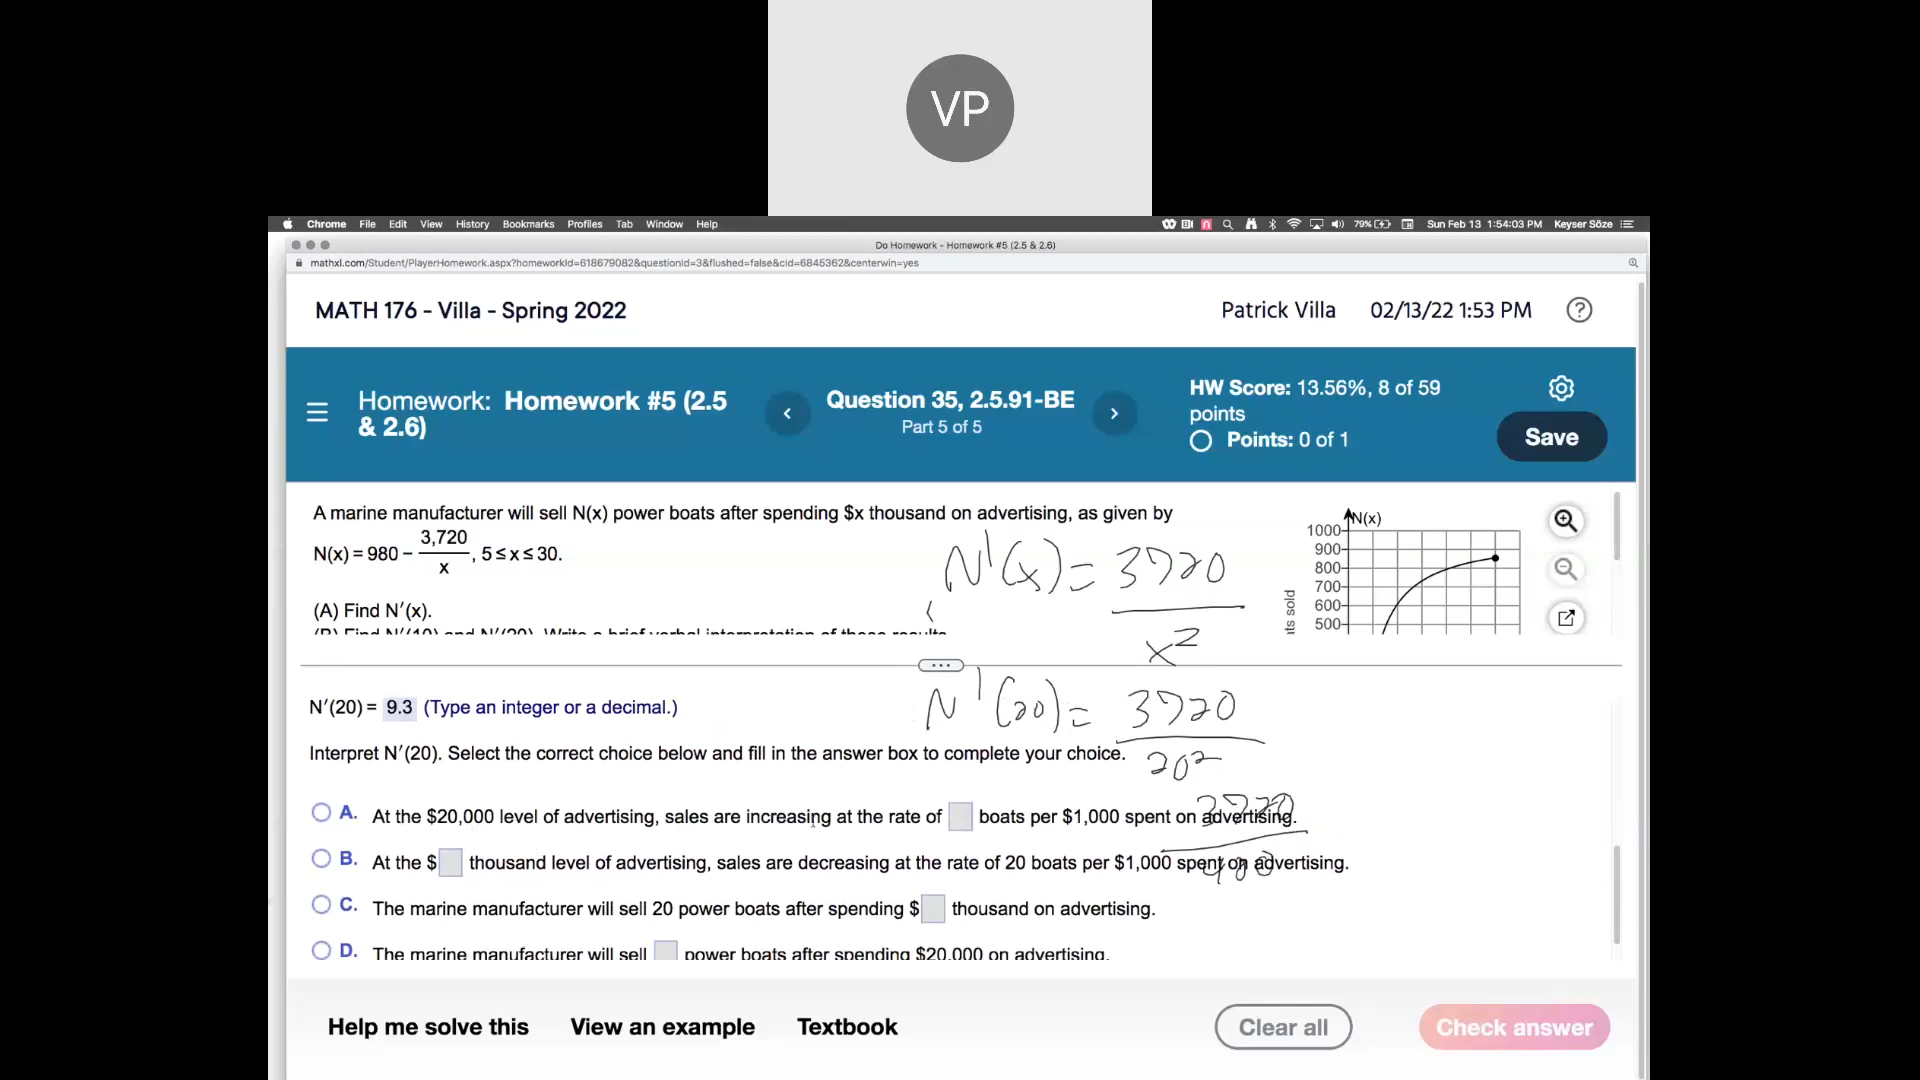 VP
Chrome File Edit View History Bookmarks Profiles Tab Window Help 79% Sun Feb 13 1:54:03 PM Keyser Söze
Do Homework - Homework #5 (2.5 & 2.6)
mathxl.com/Student/PlayerHomework.aspx?homeworkId=618679082&questionId=3&flushed=false&cId=6845362&centerwin=yes
MATH 176 - Villa - Spring 2022 Patrick Villa 02/13/22 1:53 PM ?
Homework: Homework #5 (2.5 & 2.6)
Question 35, 2.5.91-BE
Part 5 of 5
HW Score: 13.56%, 8 of 59 points
Points: 0 of 1
Save
A marine manufacturer will sell N(x) power boats after spending $x thousand on advertising, as given by
N(x) = 980 − 3,720/x, 5 ≤ x ≤ 30.
(A) Find N′(x).
(B) Find N′(10) and N′(20). Write a brief verbal interpretation of these results.
N'(x) = 3720/x²
N(x)
1000
900
800
700
600
500
N′(20) = 9.3 (Type an integer or a decimal.)
N'(20) = 3720/20²
Interpret N′(20). Select the correct choice below and fill in the answer box to complete your choice.
3720/400
A. At the $20,000 level of advertising, sales are increasing at the rate of boats per $1,000 spent on advertising.
B. At the $ thousand level of advertising, sales are decreasing at the rate of 20 boats per $1,000 spent on advertising.
C. The marine manufacturer will sell 20 power boats after spending $ thousand on advertising.
D. The marine manufacturer will sell power boats after spending $20,000 on advertising.
Help me solve this View an example Textbook Clear all Check answer